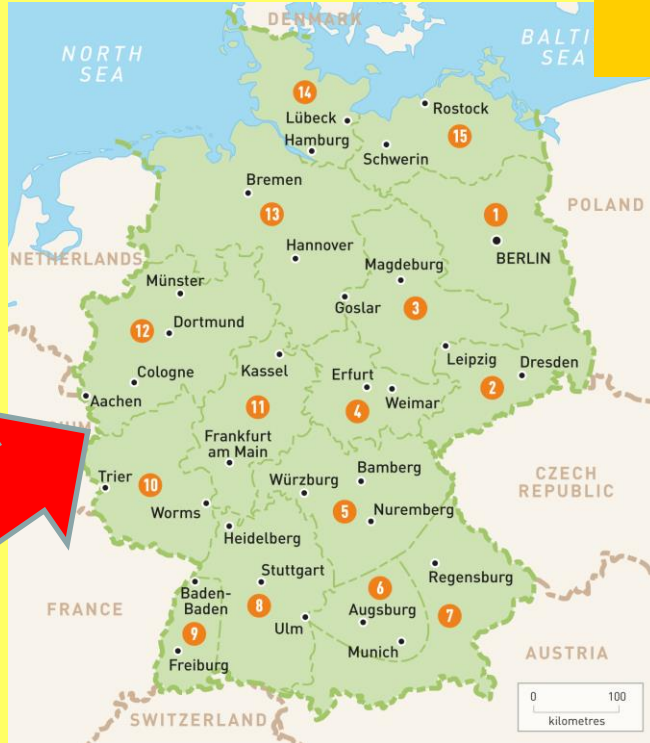 DENMARK
NORTH
SEA
BALTI
SEA
14
Lübeck
Rostock
15
Hamburg
Schwerin
Bremen
13
1
POLAND
Hannover
BERLIN
NETHERLANDS
Magdeburg
Münster
3
Goslar
12
Dortmund
Leipzig
Dresden
Cologne
Kassel
Erfurt
2
Aachen
11
4
Weimar
UM
Frankfurt
am Main
Bamberg
CZECH
REPUBLIC
Trier
10
Würzburg
Worms
5
Nuremberg
Heidelberg
Stuttgart
Regensburg
6
Baden-
Baden
8
Augsburg
7
FRANCE
9
Ulm
Munich
AUSTRIA
Freiburg
0 100
kilometres
SWITZERLAND